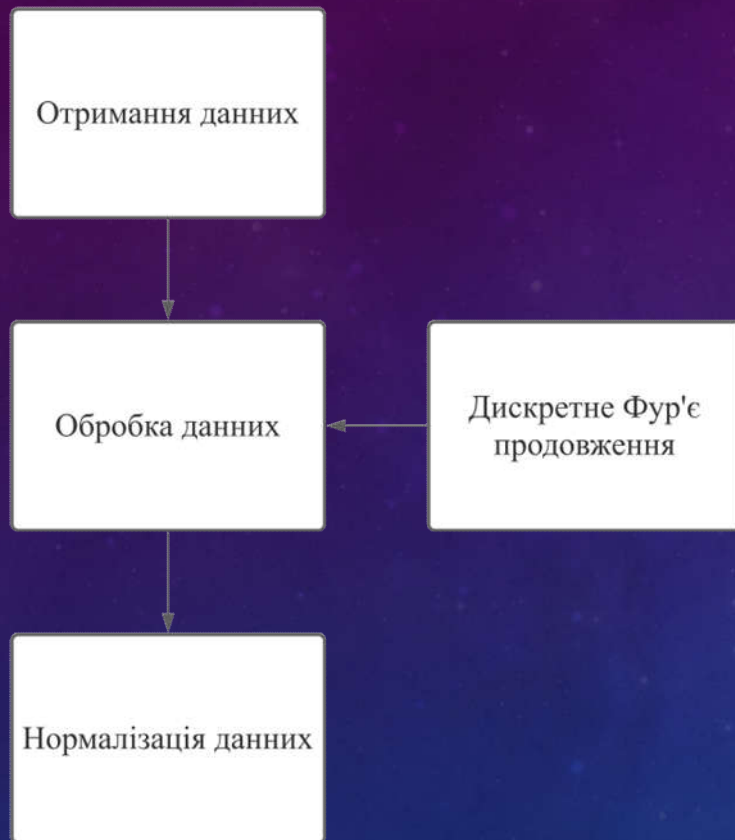 Отримання данних
Обробка данних
Дискретне Фур'є
продовження
Нормалізація данних